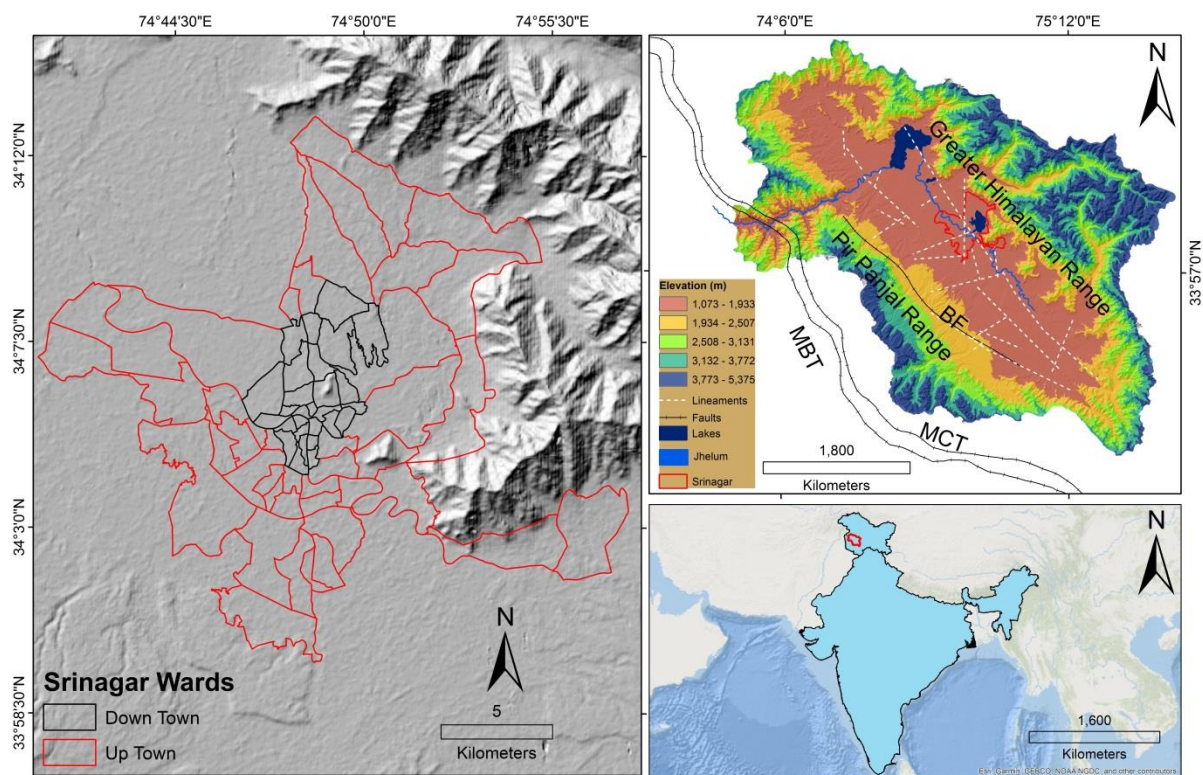 74°44'30"E
74°50'0"E
74°55'30"E
34°12'0"N
34°7'30"N
34°3'0"N
33°58'30"N
N
Srinagar Wards
Down Town
Up Town
5
Kilometers
74°6'0"E
75°12'0"E
33°57'0"N
N
Greater Himalayan Range
Pir Panjal Range
BF
MBT
MCT
Elevation (m)
1,073 - 1,933
1,934 - 2,507
2,508 - 3,131
3,132 - 3,772
3,773 - 5,375
Lineaments
Faults
Lakes
Jhelum
Srinagar
1,800
Kilometers
N
1,600
Kilometers
Esri, Garmin, GEBCO, NOAA NGDC, and other contributors